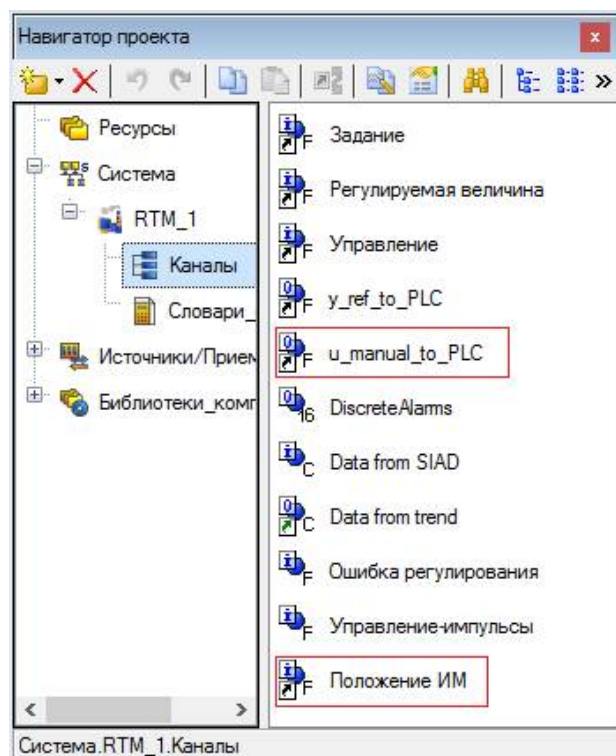 Навигатор проекта
Ресурсы
Система
RTM_1
Каналы
Словари_
Источники/Прием
Библиотеки_комп
Задание
Регулируемая величина
Управление
y_ref_to_PLC
u_manual_to_PLC
DiscreteAlarms
Data from SIAD
Data from trend
Ошибка регулирования
Управление-импульсы
Положение ИМ
Система.RTM_1.Каналы